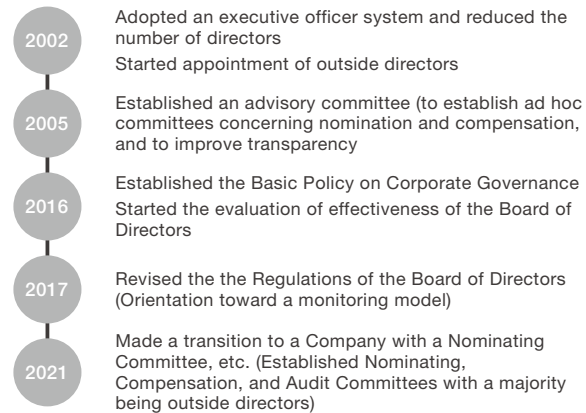 2002
Adopted an executive officer system and reduced the
number of directors
Started appointment of outside directors
2005
Established an advisory committee (to establish ad hoc
committees concerning nomination and compensation,
and to improve transparency
2016
Established the Basic Policy on Corporate Governance
Started the evaluation of effectiveness of the Board of
Directors
2017
Revised the the Regulations of the Board of Directors
(Orientation toward a monitoring model)
2021
Made a transition to a Company with a Nominating
Committee, etc. (Established Nominating,
Compensation, and Audit Committees with a majority
being outside directors)